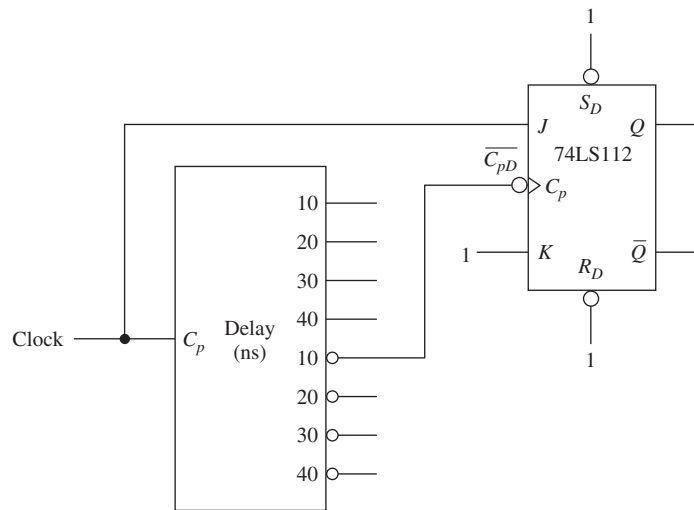 1
S_D
J
Q
74LS112
\overline{C_{pD}}
C_p
10
20
1
K
R_D
\overline{Q}
30
40
Clock
C_p
Delay
(ns)
10
1
20
30
40